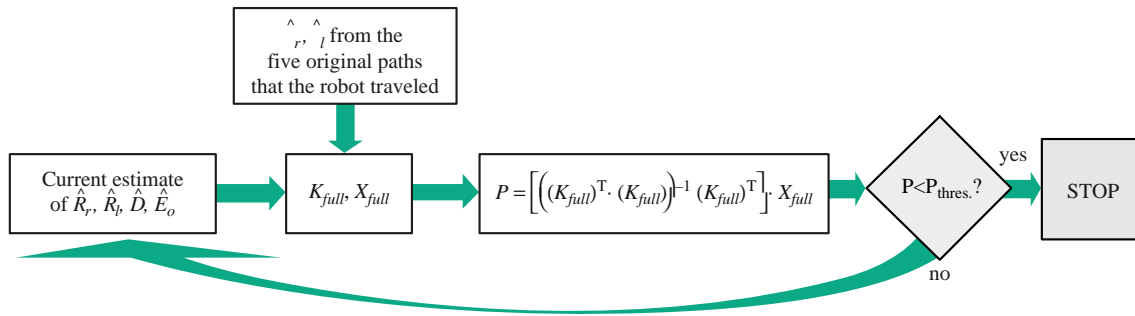 ^r, ^l from the
five original paths
that the robot traveled
Current estimate
of R̂r, R̂l, D̂, Êo
Kfull, Xfull
P = [((Kfull)ᵀ · (Kfull))⁻¹ (Kfull)ᵀ] · Xfull
P<Pthres.?
yes
STOP
no